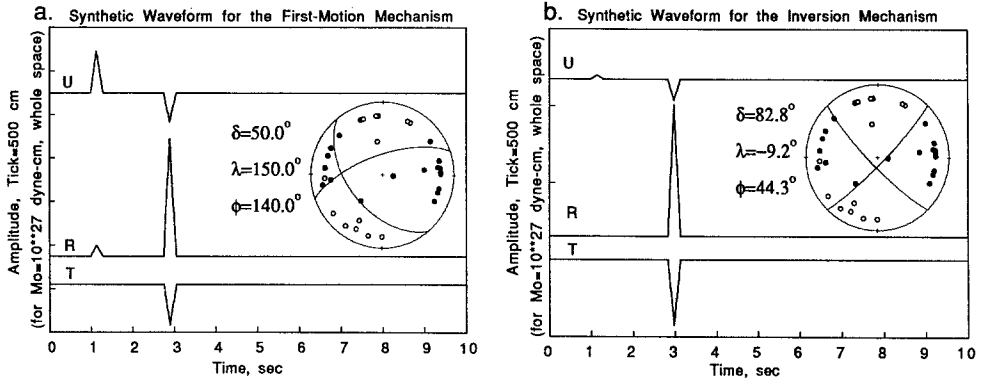 a. Synthetic Waveform for the First-Motion Mechanism
Amplitude, Tick=500 cm
(for Mo=10**27 dyne-cm, whole space)
U
R
T
δ=50.0°
λ=150.0°
φ=140.0°
0 1 2 3 4 5 6 7 8 9 10
Time, sec
b. Synthetic Waveform for the Inversion Mechanism
Amplitude, Tick=500 cm
(for Mo=10**27 dyne-cm, whole space)
U
R
T
δ=82.8°
λ=-9.2°
φ=44.3°
0 1 2 3 4 5 6 7 8 9 10
Time, sec